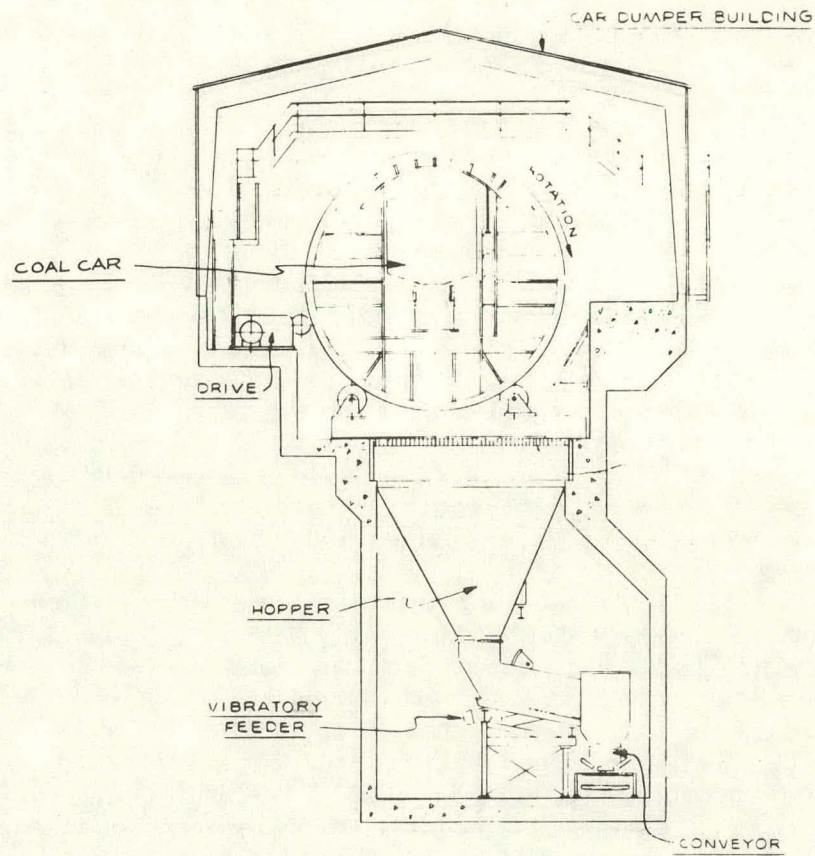 CAR DUMPER BUILDING
ROTATION
COAL CAR
DRIVE
HOPPER
VIBRATORY
FEEDER
CONVEYOR